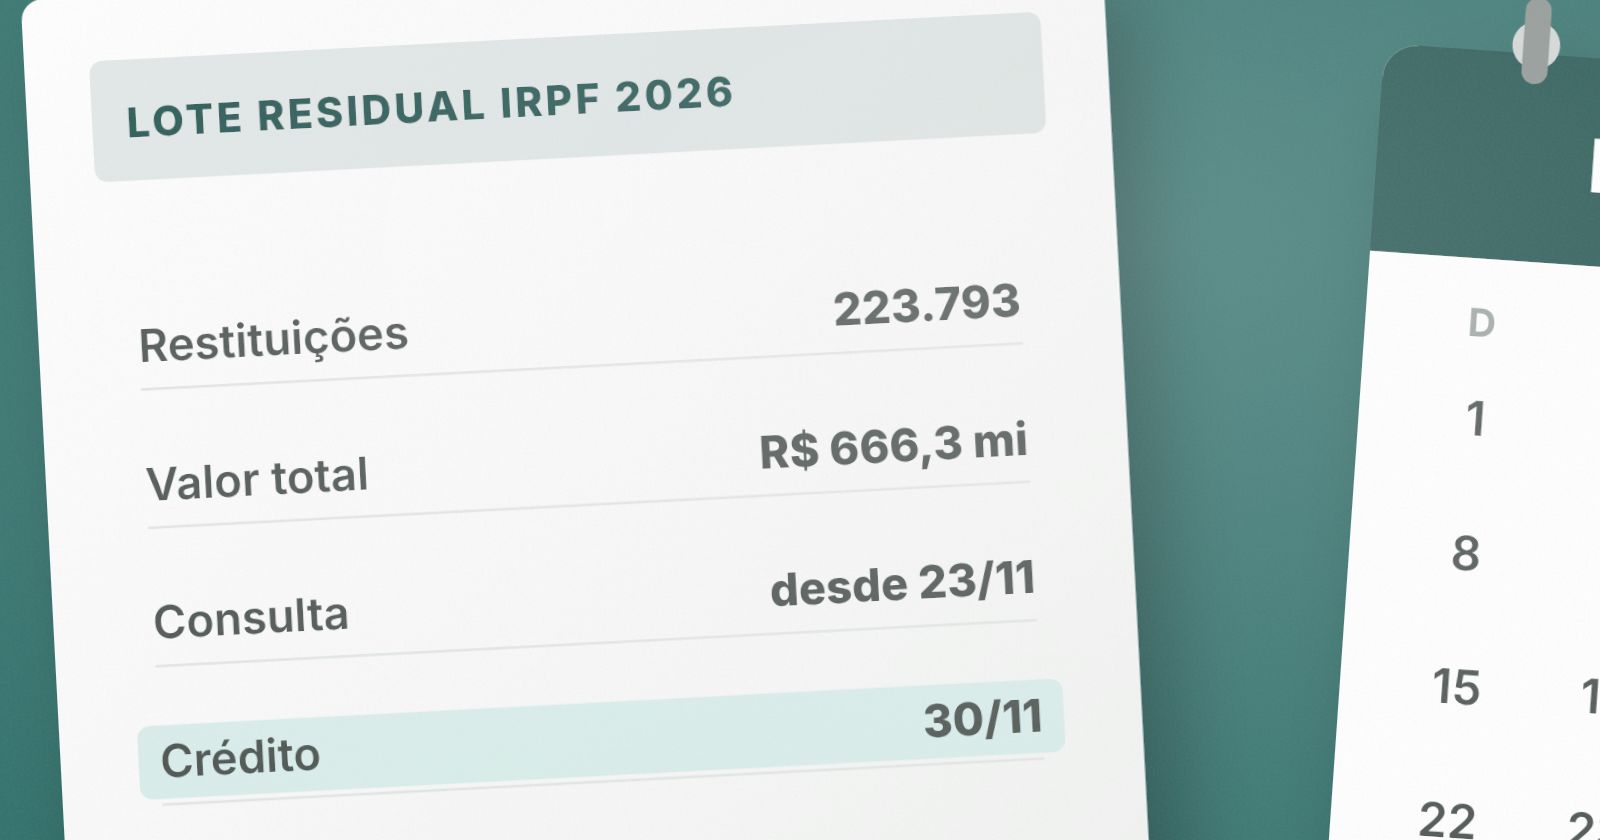 LOTE RESIDUAL IRPF 2026
Restituições 223.793
Valor total R$ 666,3 mi
Consulta desde 23/11
Crédito 30/11
D
1
8
15
22